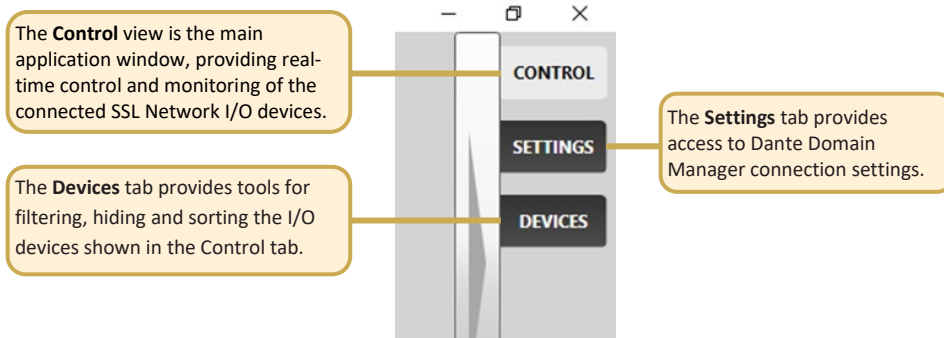 The Control view is the main
application window, providing real-
time control and monitoring of the
connected SSL Network I/O devices.
CONTROL
SETTINGS
The Settings tab provides
access to Dante Domain
Manager connection settings.
The Devices tab provides tools for
filtering, hiding and sorting the I/O
devices shown in the Control tab.
DEVICES